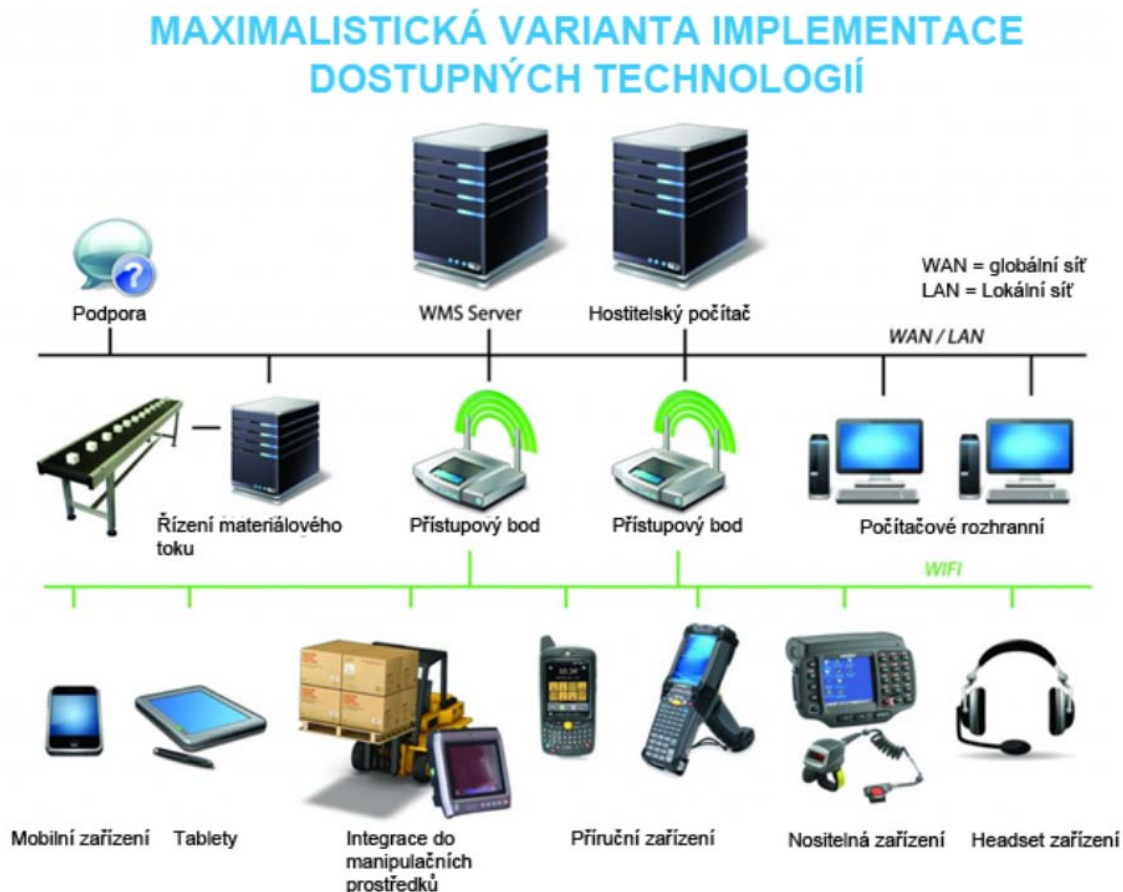 MAXIMALISTICKÁ VARIANTA IMPLEMENTACE
DOSTUPNÝCH TECHNOLOGIÍ
WAN = globální síť
LAN = Lokální síť
Podpora
WMS Server
Hostitelský počítač
WAN / LAN
Řízení materiálového
toku
Přístupový bod
Přístupový bod
Počítačové rozhranní
WIFI
Mobilní zařízení
Tablety
Integrace do
manipulačních
prostředků
Příruční zařízení
Nositelná zařízení
Headset zařízení